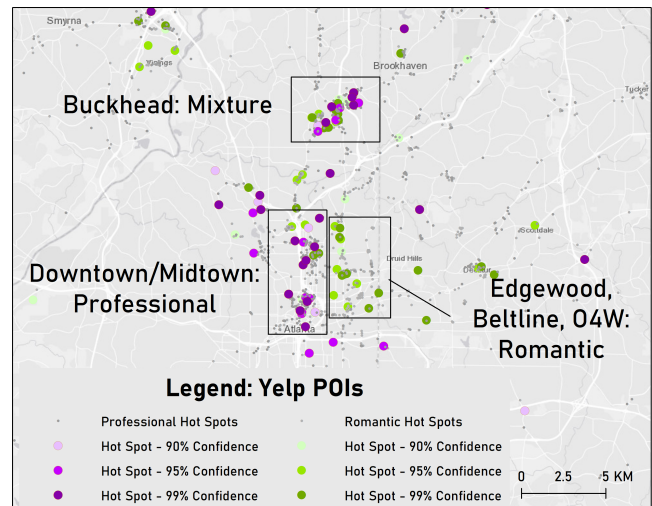 Smyrna
Vinings
Brookhaven
Tucker
Buckhead: Mixture
Scottdale
Druid Hills
Downtown/Midtown:
Professional
Edgewood,
Beltline, O4W:
Romantic
Atlanta
Legend: Yelp POIs
Professional Hot Spots
Romantic Hot Spots
Hot Spot - 90% Confidence
Hot Spot - 90% Confidence
Hot Spot - 95% Confidence
Hot Spot - 95% Confidence
Hot Spot - 99% Confidence
Hot Spot - 99% Confidence
0 2.5 5 KM